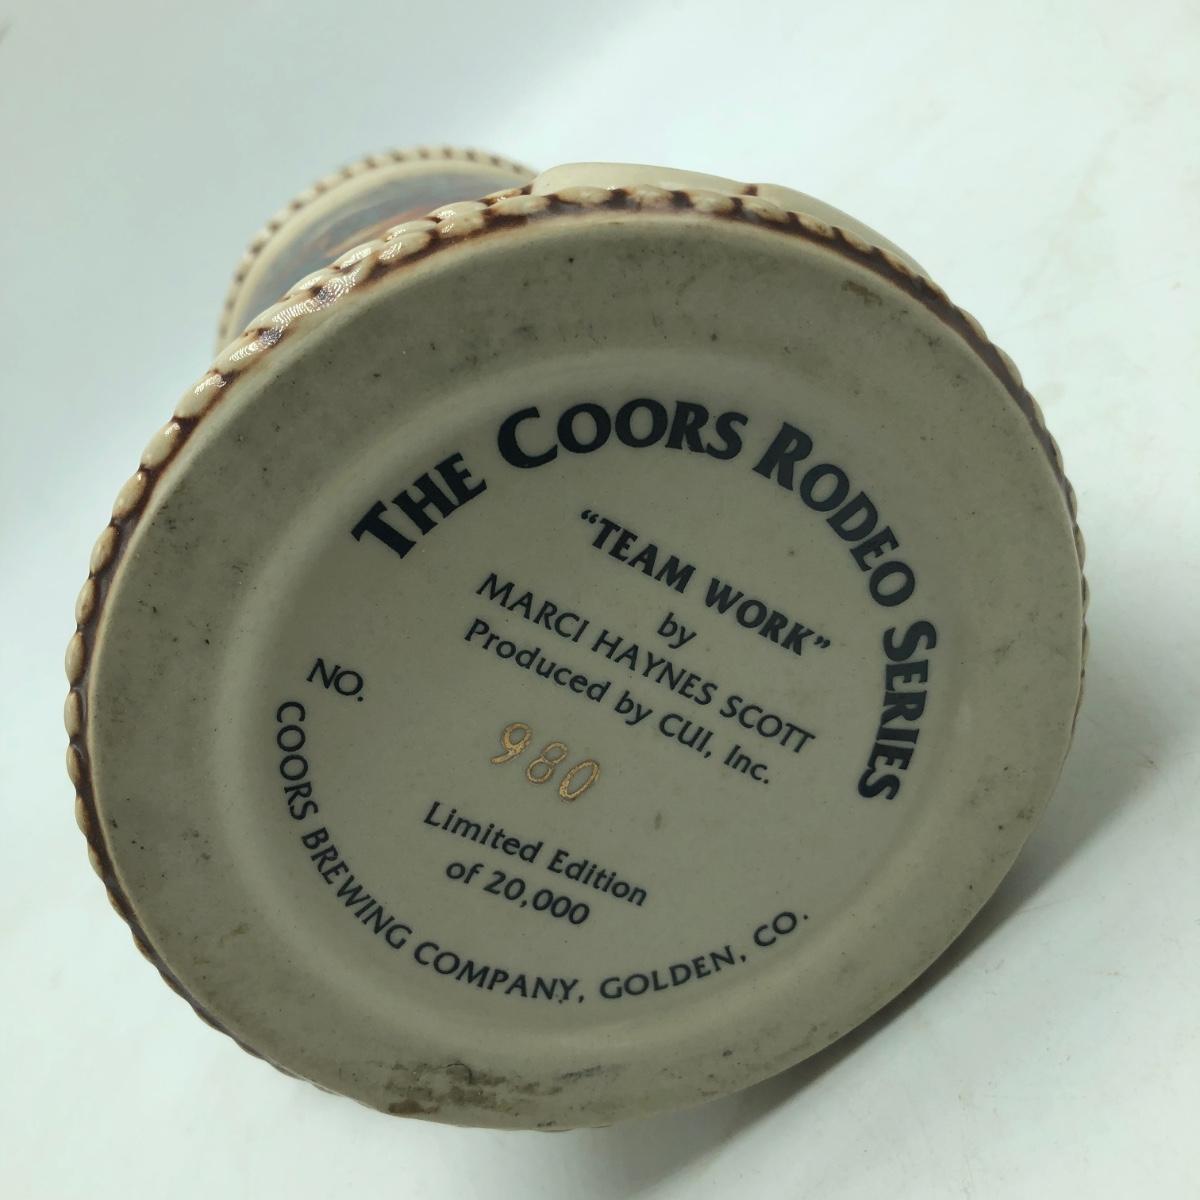 THE COORS RODEO SERIES
"TEAM WORK"
by
MARCI HAYNES SCOTT
Produced by CUI, Inc.
NO. 980
Limited Edition
of 20,000
COORS BREWING COMPANY, GOLDEN, CO.